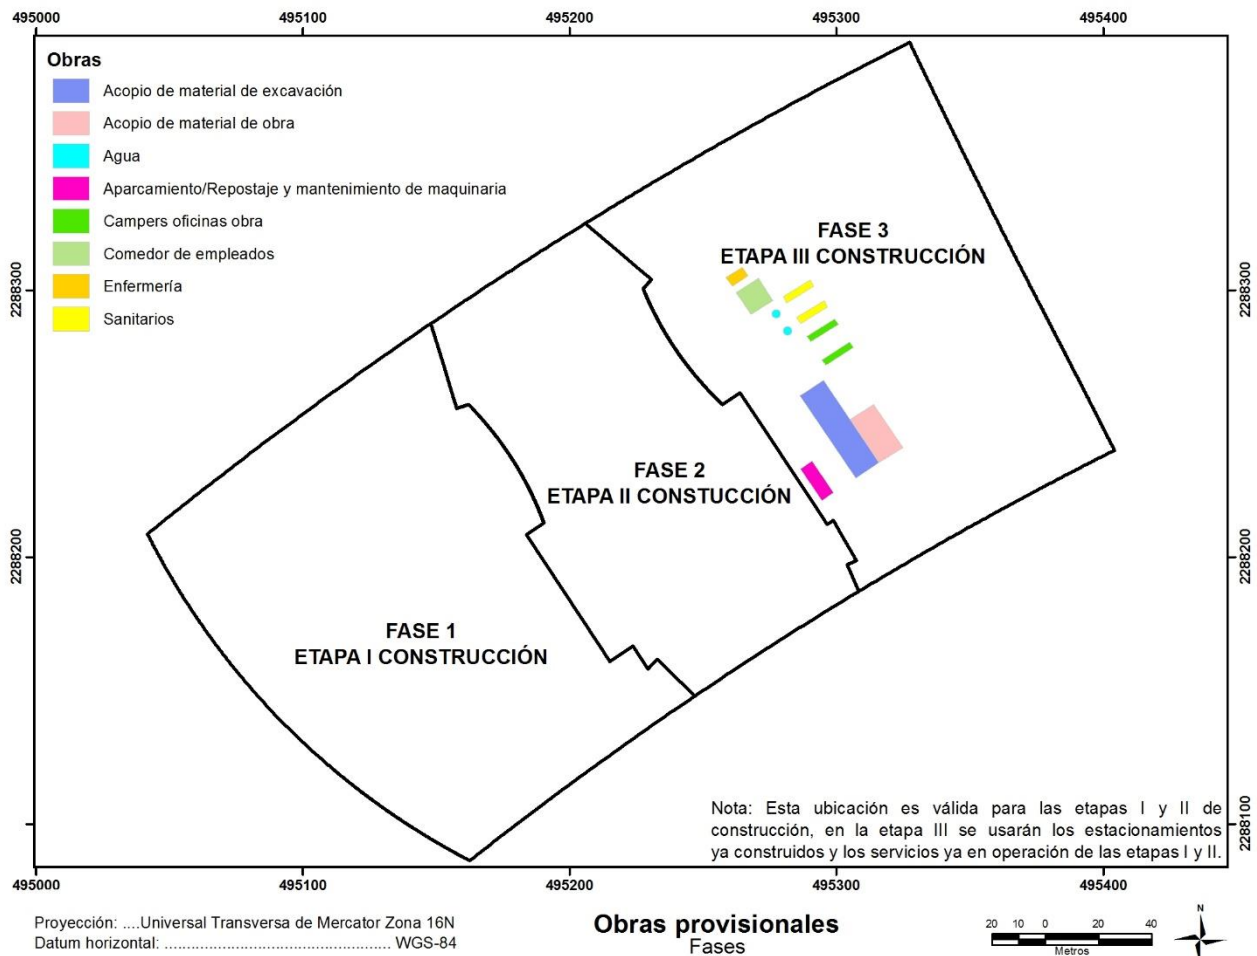 495000 495100 495200 495300 495400
Obras
Acopio de material de excavación
Acopio de material de obra
Agua
Aparcamiento/Repostaje y mantenimiento de maquinaria
Campers oficinas obra
Comedor de empleados
Enfermería
Sanitarios
FASE 3
ETAPA III CONSTRUCCIÓN
2288300 2288300
FASE 2
ETAPA II CONSTUCCIÓN
2288200 2288200
FASE 1
ETAPA I CONSTRUCCIÓN
2288100 2288100
Nota: Esta ubicación es válida para las etapas I y II de
construcción, en la etapa III se usarán los estacionamientos
ya construidos y los servicios ya en operación de las etapas I y II.
495000 495100 495200 495300 495400
Proyección: ....Universal Transversa de Mercator Zona 16N
Datum horizontal: .................................................... WGS-84
Obras provisionales
Fases
20 10 0 20 40
Metros
N